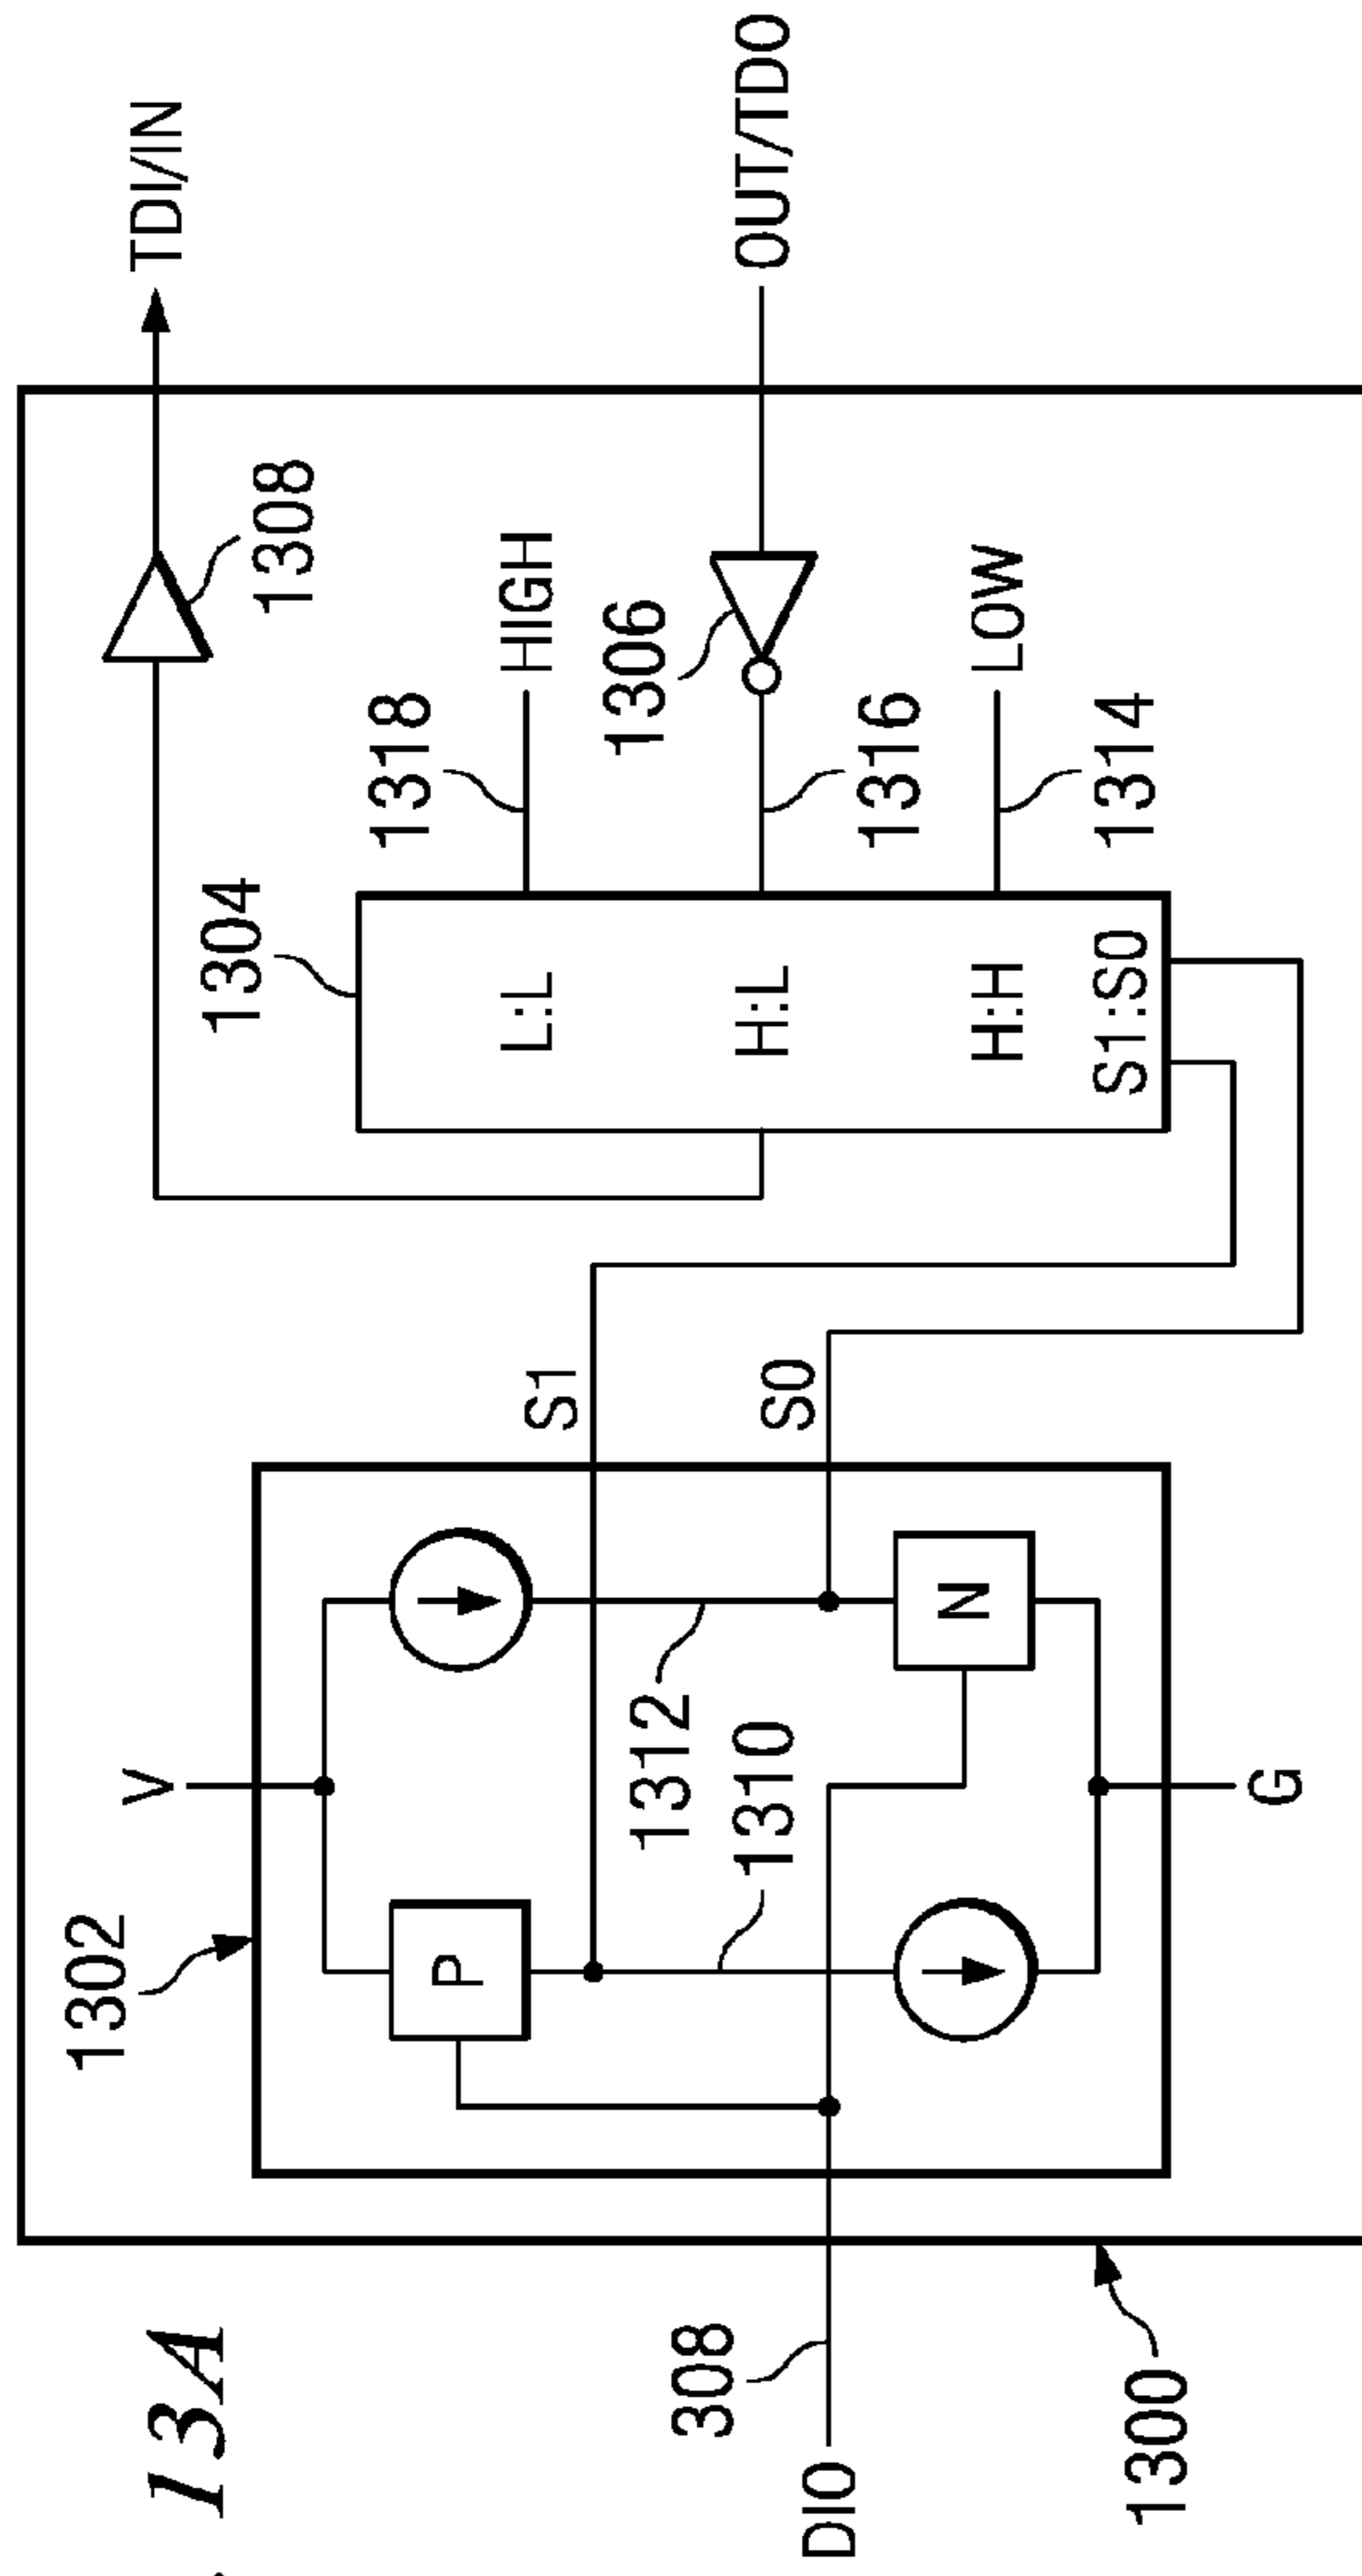 13A
1302
V
TDI/IN
1304
1308
1318
P
S1
L:L
HIGH
1306
1312
308
1310
S0
H:L
OUT/TDO
DIO
1316
N
H:H
LOW
1300
S1:S0
1314
G